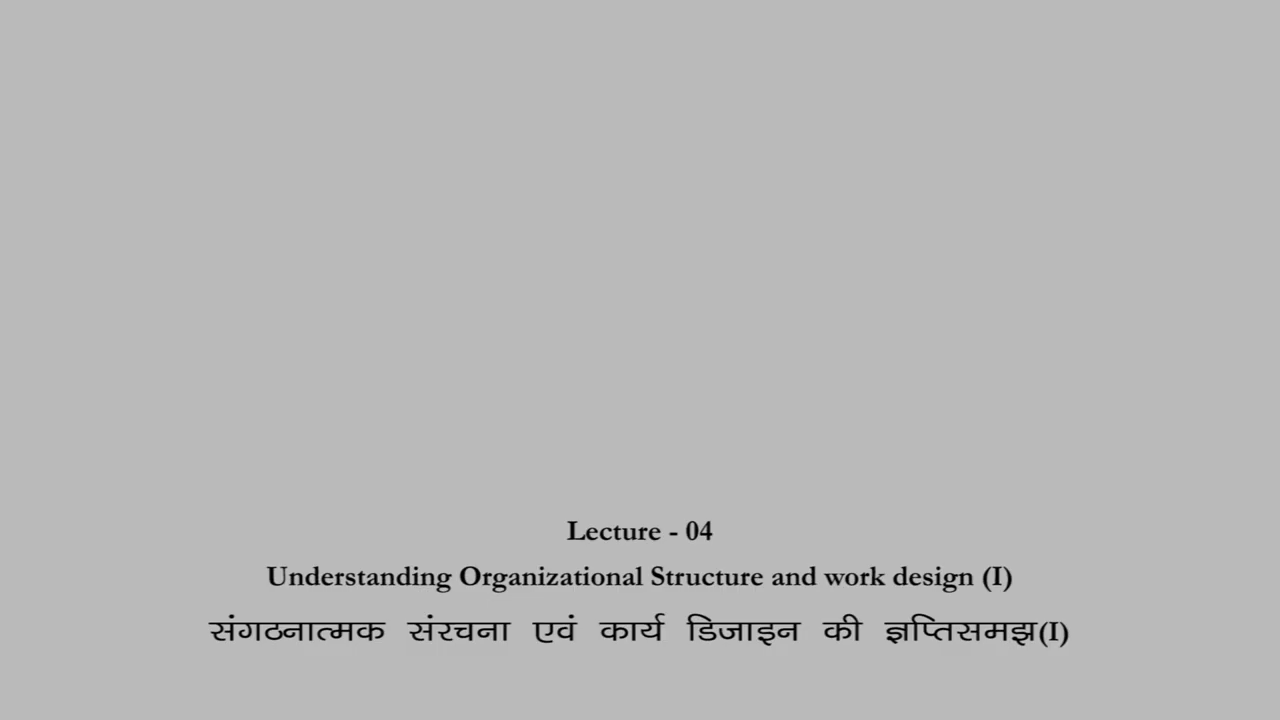 Lecture - 04
Understanding Organizational Structure and work design (I)
संगठनात्मक संरचना एवं कार्य डिजाइन की ज्ञप्तिसमझ(I)